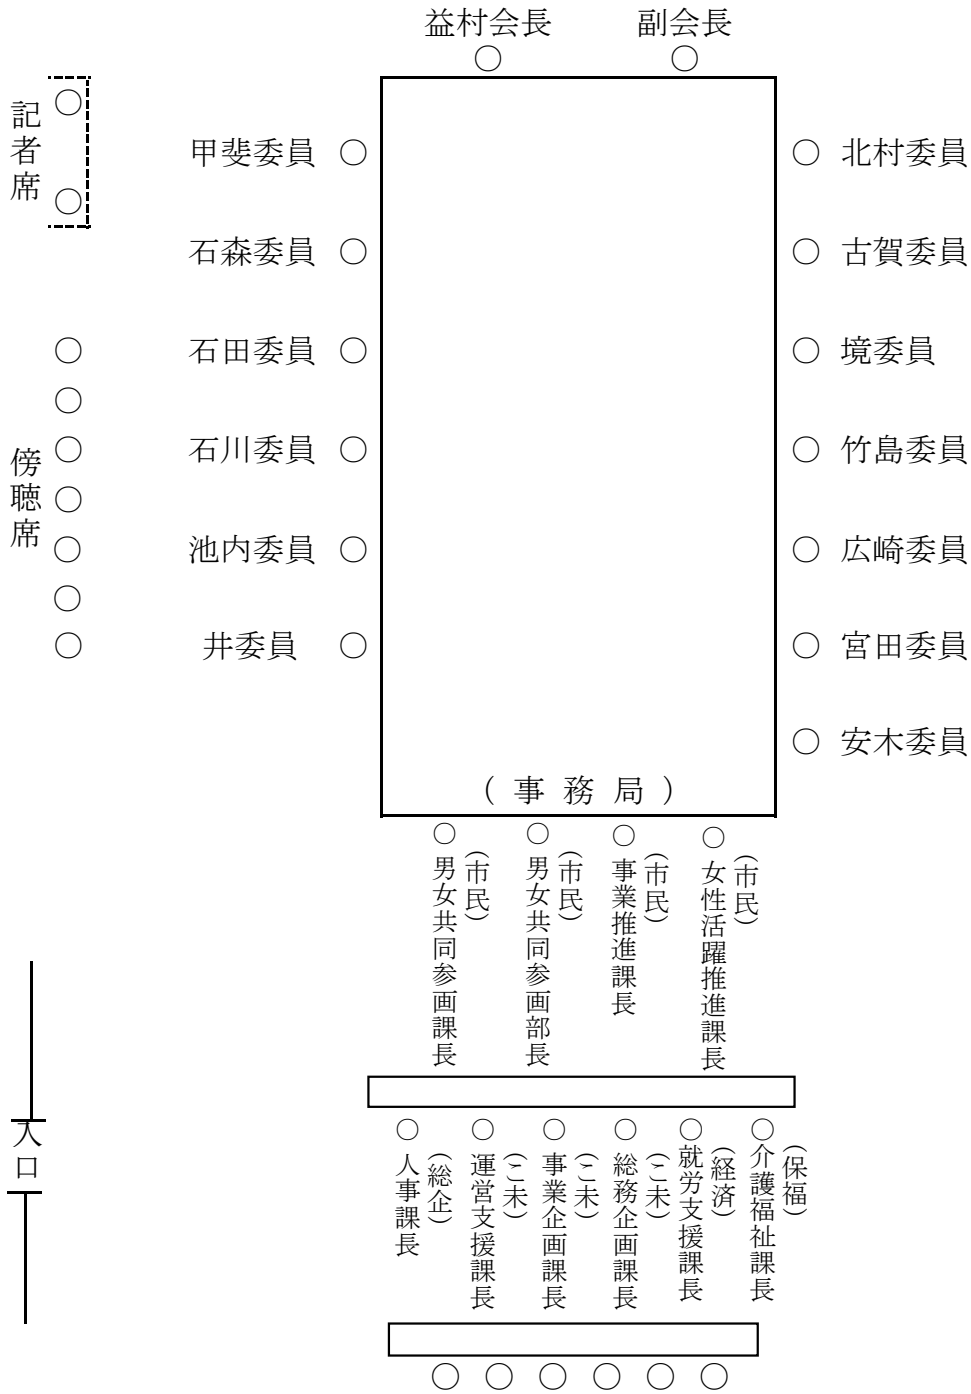 益村会長 副会長
記者席
甲斐委員 北村委員
石森委員 古賀委員
石田委員 境委員
石川委員 竹島委員
傍聴席
池内委員 広崎委員
井委員 宮田委員
安木委員
(事務局)
(市民)
女性活躍推進課長
(市民)
事業推進課長
(市民)
男女共同参画部長
(市民)
男女共同参画課長
入口
(保福)
介護福祉課長
(経済)
就労支援課長
(こ未)
総務企画課長
(こ未)
事業企画課長
(こ未)
運営支援課長
(総企)
人事課長